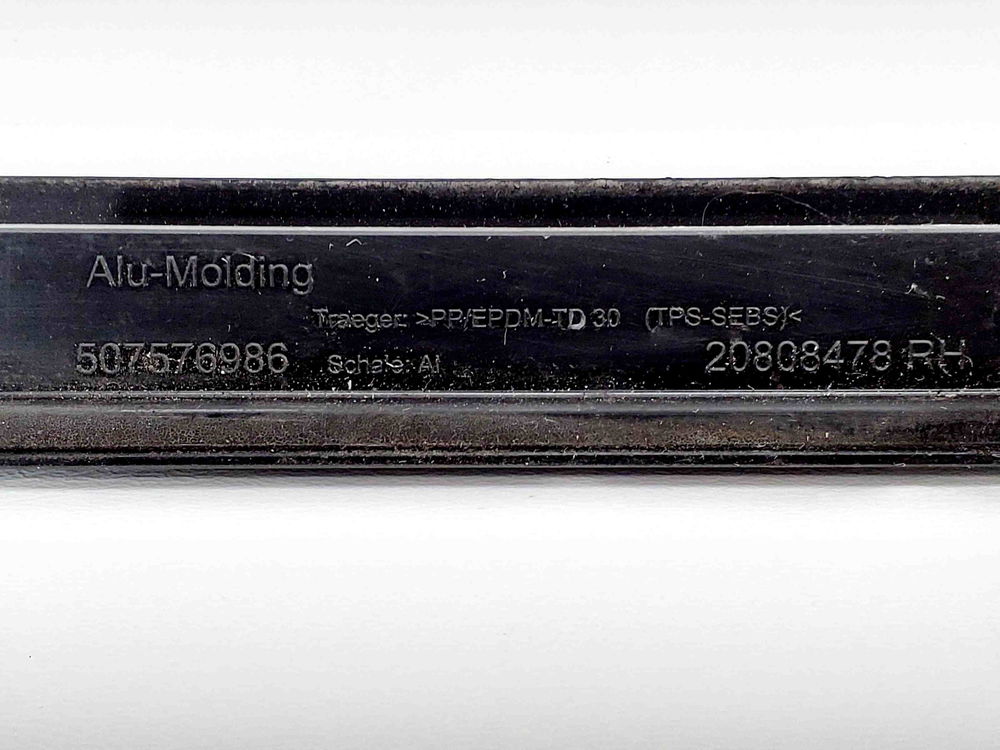 Alu-Molding
Traeger: >PP/EPDM-TD 30 (TPS-SEBS)<
507576986 Schale: Al 20808478 RH